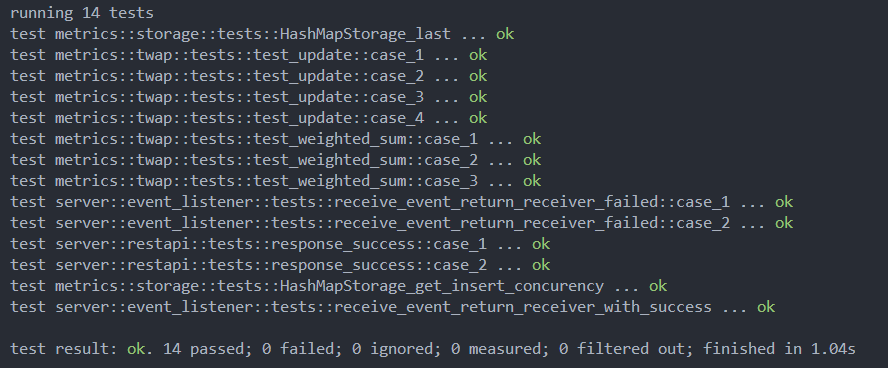 running 14 tests
test metrics::storage::tests::HashMapStorage_last ... ok
test metrics::twap::tests::test_update::case_1 ... ok
test metrics::twap::tests::test_update::case_2 ... ok
test metrics::twap::tests::test_update::case_3 ... ok
test metrics::twap::tests::test_update::case_4 ... ok
test metrics::twap::tests::test_weighted_sum::case_1 ... ok
test metrics::twap::tests::test_weighted_sum::case_2 ... ok
test metrics::twap::tests::test_weighted_sum::case_3 ... ok
test server::event_listener::tests::receive_event_return_receiver_failed::case_1 ... ok
test server::event_listener::tests::receive_event_return_receiver_failed::case_2 ... ok
test server::restapi::tests::response_success::case_1 ... ok
test server::restapi::tests::response_success::case_2 ... ok
test metrics::storage::tests::HashMapStorage_get_insert_concurency ... ok
test server::event_listener::tests::receive_event_return_receiver_with_success ... ok
test result: ok. 14 passed; 0 failed; 0 ignored; 0 measured; 0 filtered out; finished in 1.04s